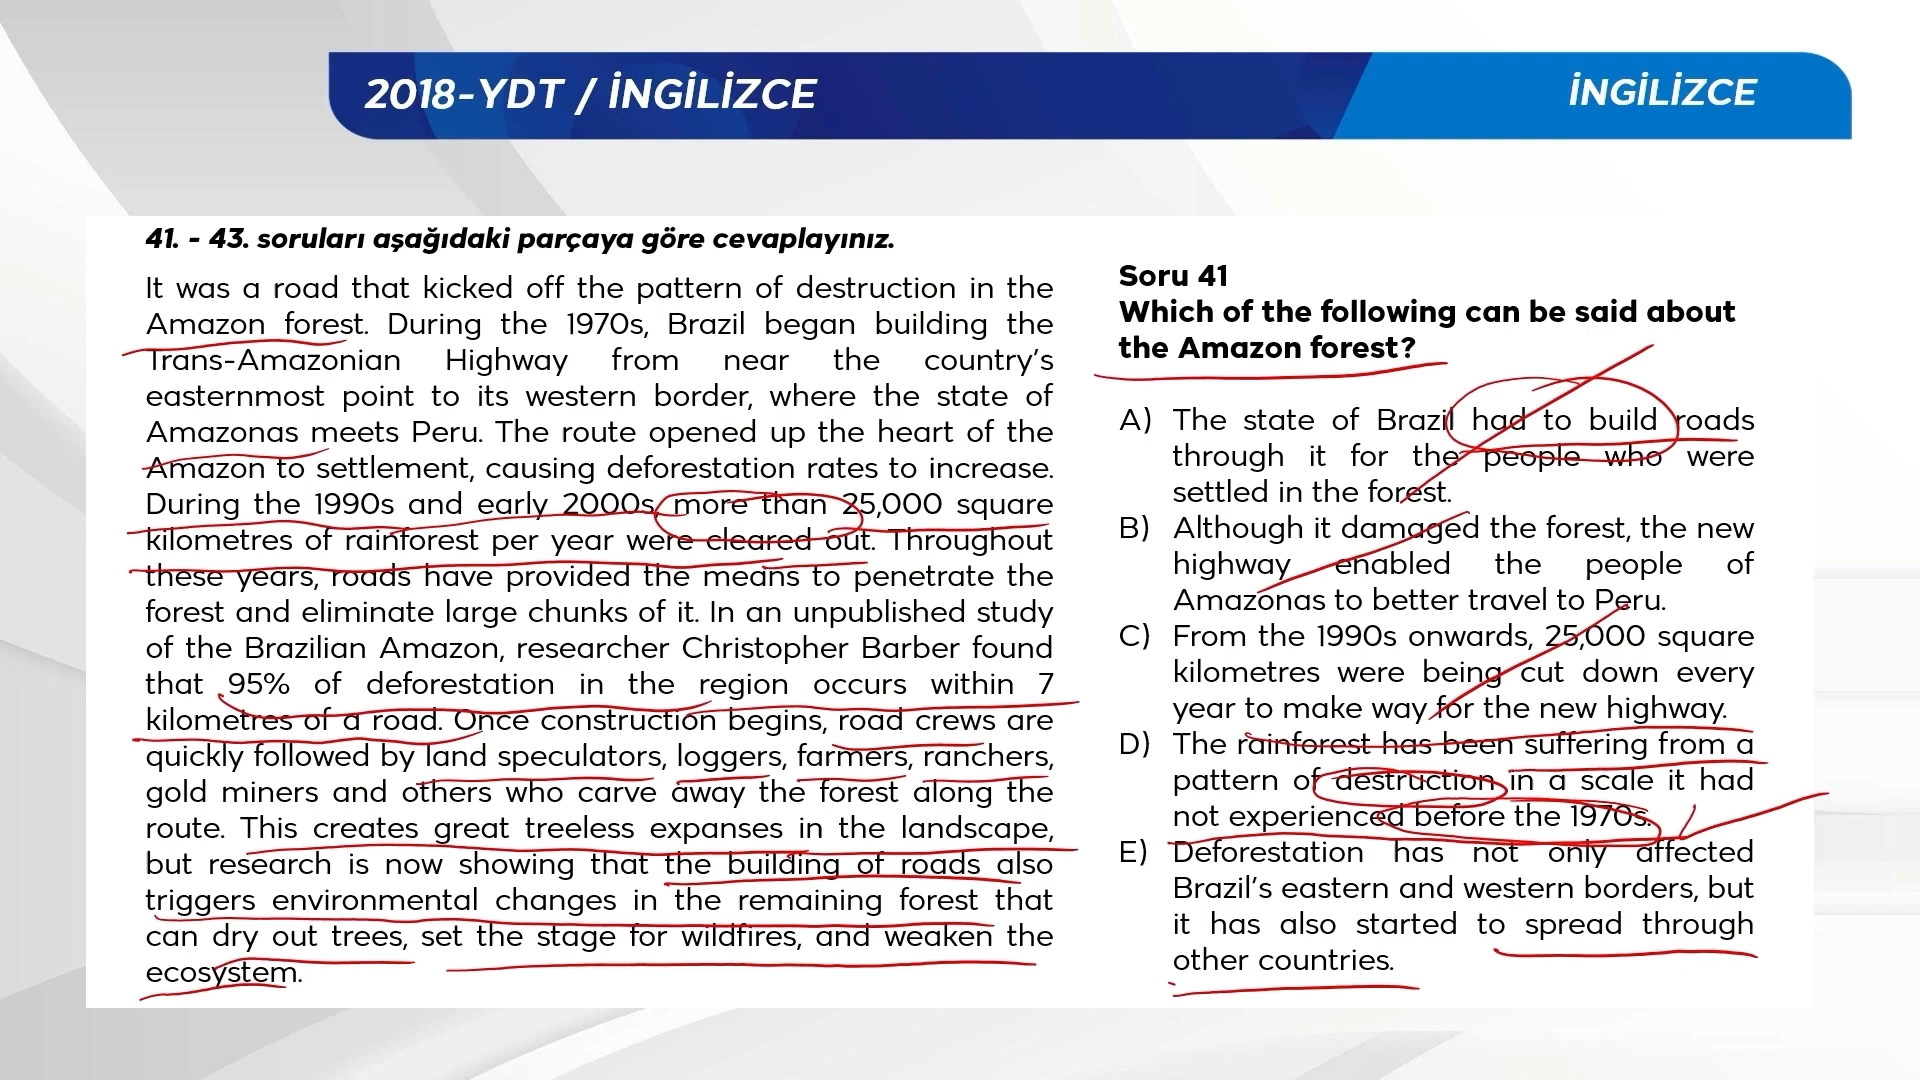 2018-YDT / İNGİLİZCE
İNGİLİZCE
41. - 43. soruları aşağıdaki parçaya göre cevaplayınız.
It was a road that kicked off the pattern of destruction in the
Amazon forest. During the 1970s, Brazil began building the
Trans-Amazonian Highway from near the country's
easternmost point to its western border, where the state of
Amazonas meets Peru. The route opened up the heart of the
Amazon to settlement, causing deforestation rates to increase.
During the 1990s and early 2000s, more than 25,000 square
kilometres of rainforest per year were cleared out. Throughout
these years, roads have provided the means to penetrate the
forest and eliminate large chunks of it. In an unpublished study
of the Brazilian Amazon, researcher Christopher Barber found
that 95% of deforestation in the region occurs within 7
kilometres of a road. Once construction begins, road crews are
quickly followed by land speculators, loggers, farmers, ranchers,
gold miners and others who carve away the forest along the
route. This creates great treeless expanses in the landscape,
but research is now showing that the building of roads also
triggers environmental changes in the remaining forest that
can dry out trees, set the stage for wildfires, and weaken the
ecosystem.
Soru 41
Which of the following can be said about
the Amazon forest?
A) The state of Brazil had to build roads
through it for the people who were
settled in the forest.
B) Although it damaged the forest, the new
highway enabled the people of
Amazonas to better travel to Peru.
C) From the 1990s onwards, 25,000 square
kilometres were being cut down every
year to make way for the new highway.
D) The rainforest has been suffering from a
pattern of destruction in a scale it had
not experienced before the 1970s.
E) Deforestation has not only affected
Brazil's eastern and western borders, but
it has also started to spread through
other countries.